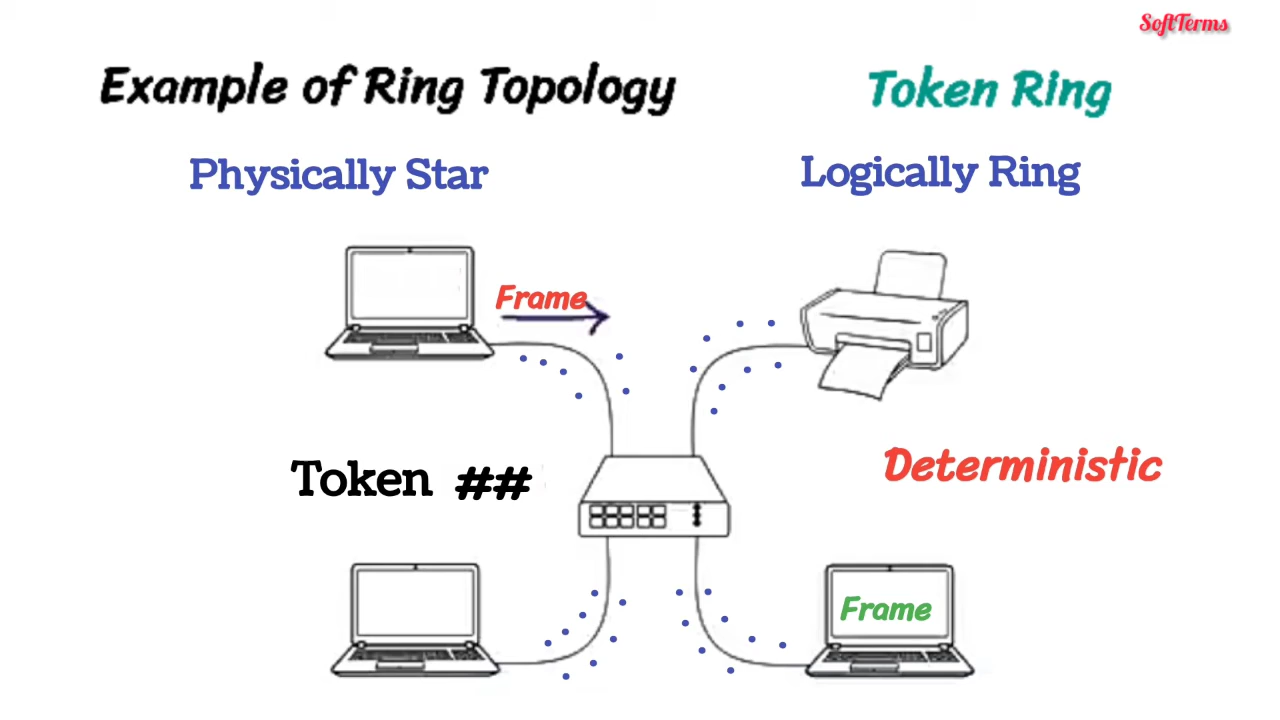 SoftTerms
Example of Ring Topology
Token Ring
Physically Star
Logically Ring
Frame
Token ##
Deterministic
Frame